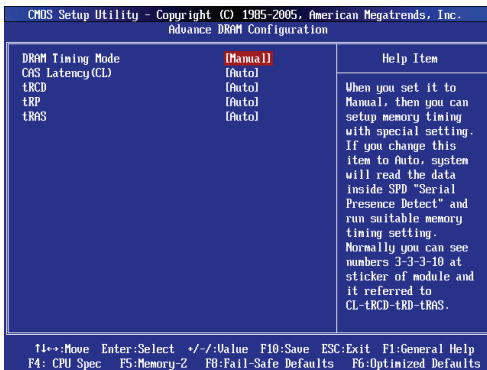 CMOS Setup Utility - Copyright (C) 1985-2005, American Megatrends, Inc.
Advance DRAM Configuration
DRAM Timing Mode [Manual]
CAS Latency(CL) [Auto]
tRCD [Auto]
tRP [Auto]
tRAS [Auto]
Help Item
When you set it to
Manual, then you can
setup memory timing
with special setting.
If you change this
item to Auto, system
will read the data
inside SPD "Serial
Presence Detect" and
run suitable memory
timing setting.
Normally you can see
numbers 3-3-3-10 at
sticker of module and
it referred to
CL-tRCD-tRD-tRAS.
↑↓←→:Move Enter:Select +/-/:Value F10:Save ESC:Exit F1:General Help
F4: CPU Spec F5:Memory-Z F8:Fail-Safe Defaults F6:Optimized Defaults